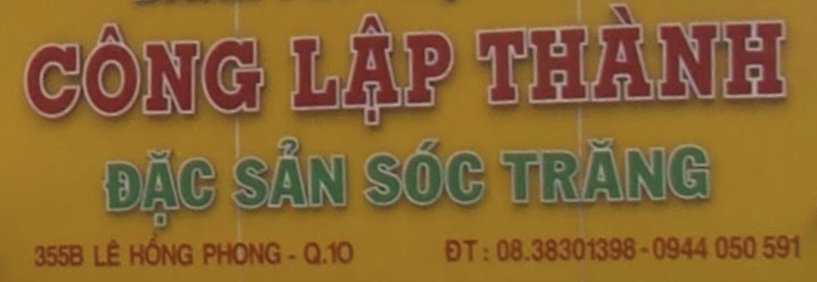 CÔNG LẬP THÀNH
ĐẶC SẢN SÓC TRĂNG
355B LÊ HỒNG PHONG - Q.10 ĐT : 08.38301398 - 0944 050 591